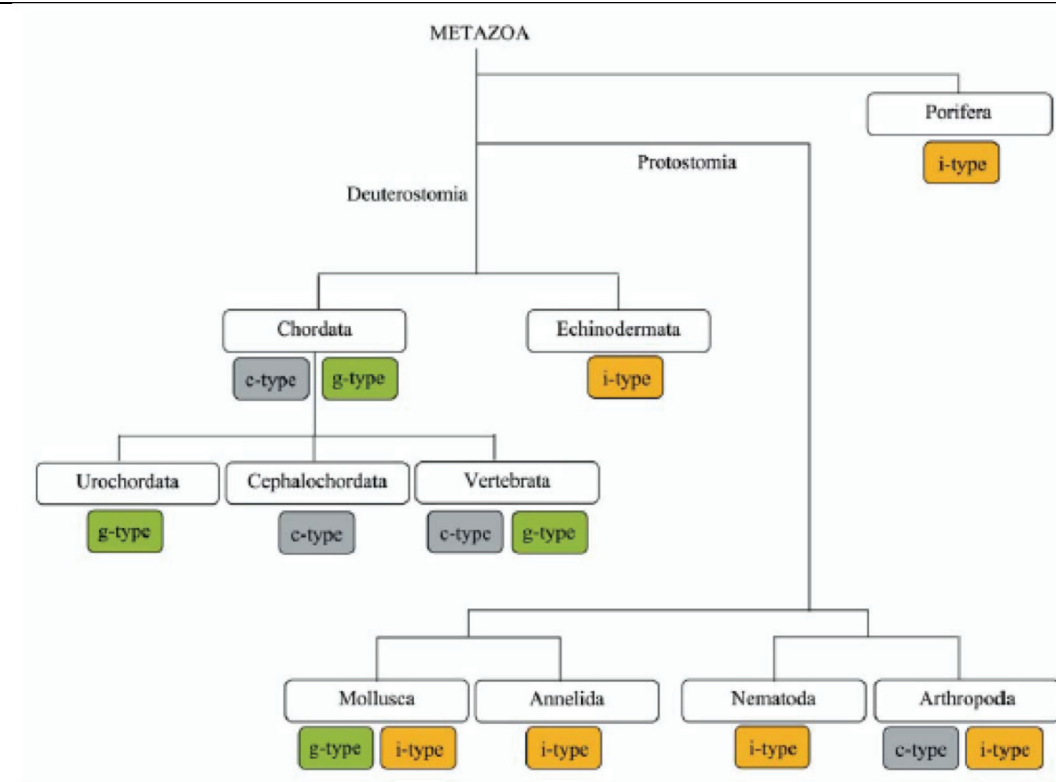 METAZOA
Porifera
i-type
Protostomia
Deuterostomia
Chordata
Echinodermata
c-type g-type
i-type
Urochordata Cephalochordata Vertebrata
g-type c-type c-type g-type
Mollusca Annelida Nematoda Arthropoda
g-type i-type i-type i-type c-type i-type